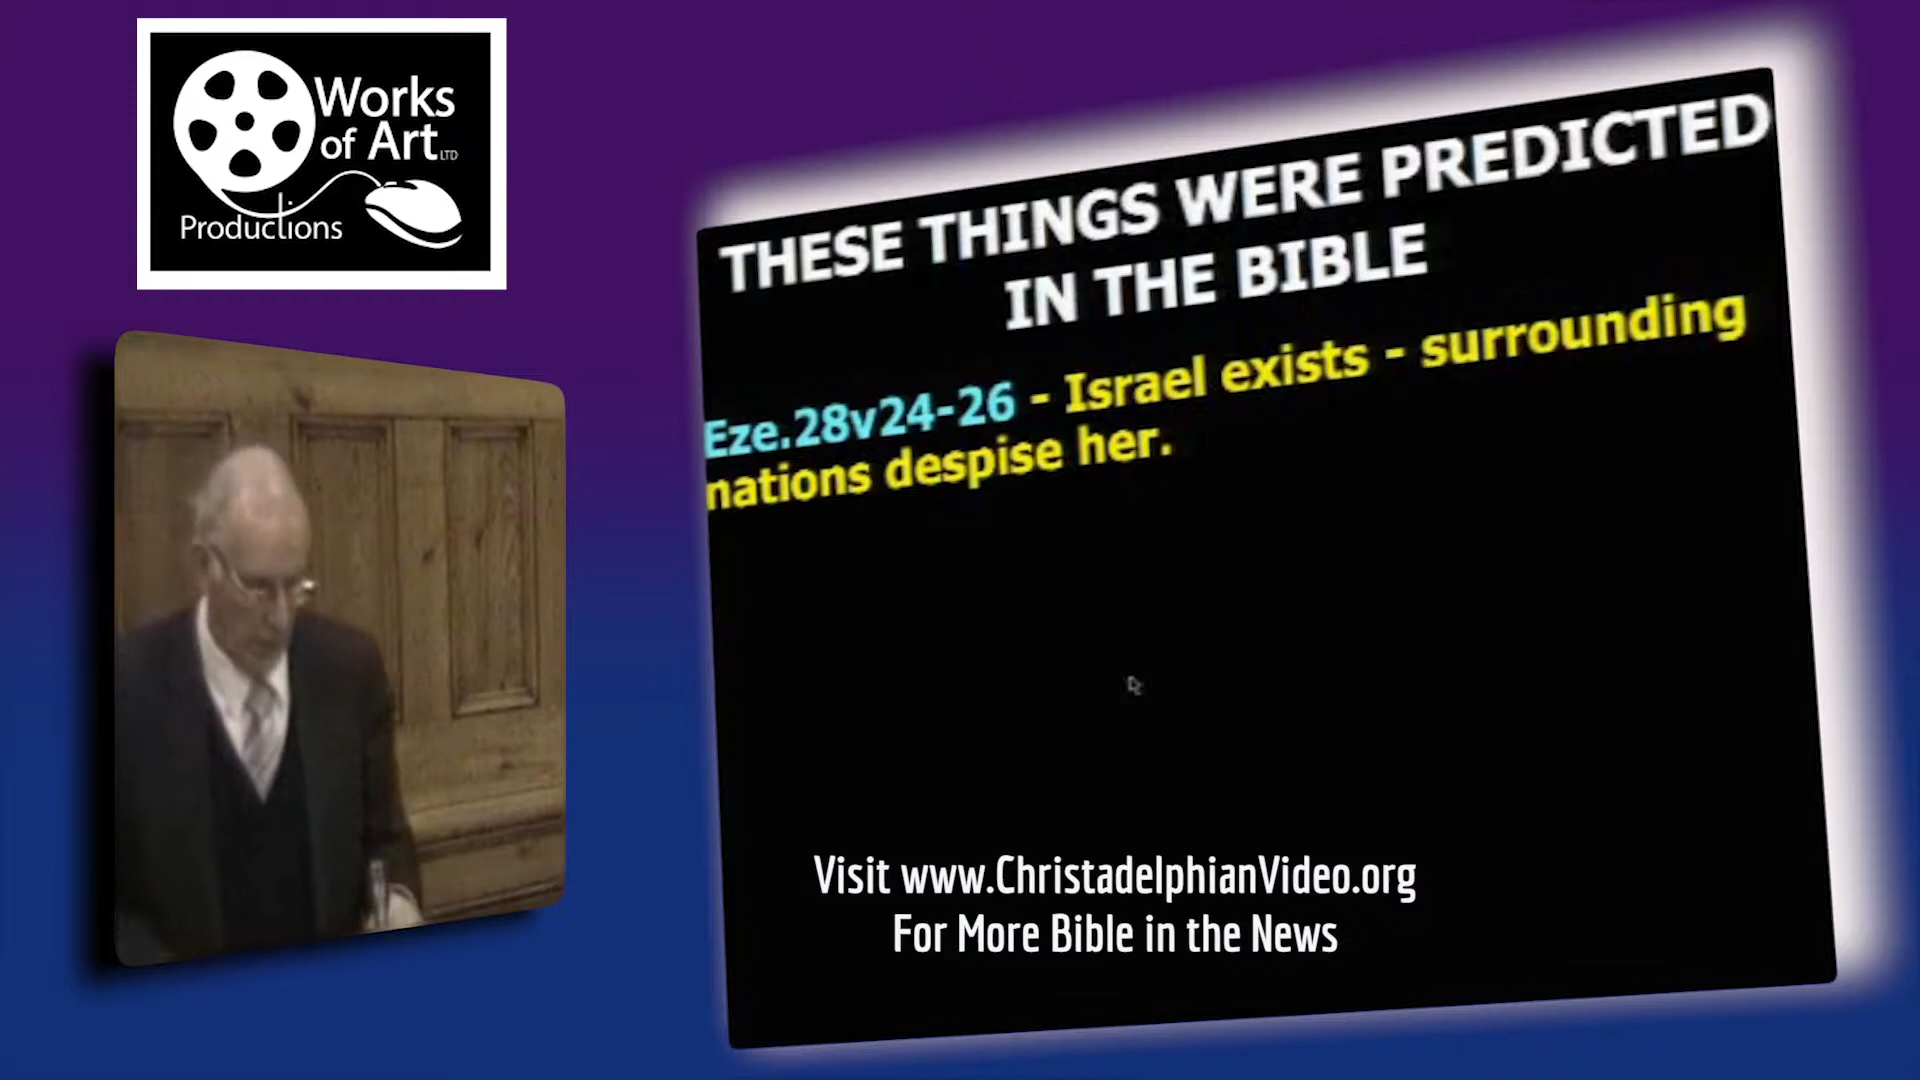 Works
of Art LTD
Productions
THESE THINGS WERE PREDICTED
IN THE BIBLE
Eze.28v24-26 - Israel exists - surrounding
nations despise her.
Visit www.ChristadelphianVideo.org
For More Bible in the News